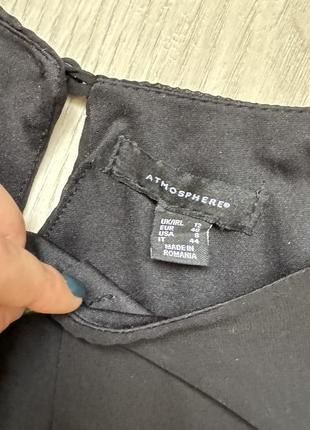 ATMOSPHERE®
UK/IRL 12
EUR 40
USA 8
IT 44
MADE IN
ROMANIA